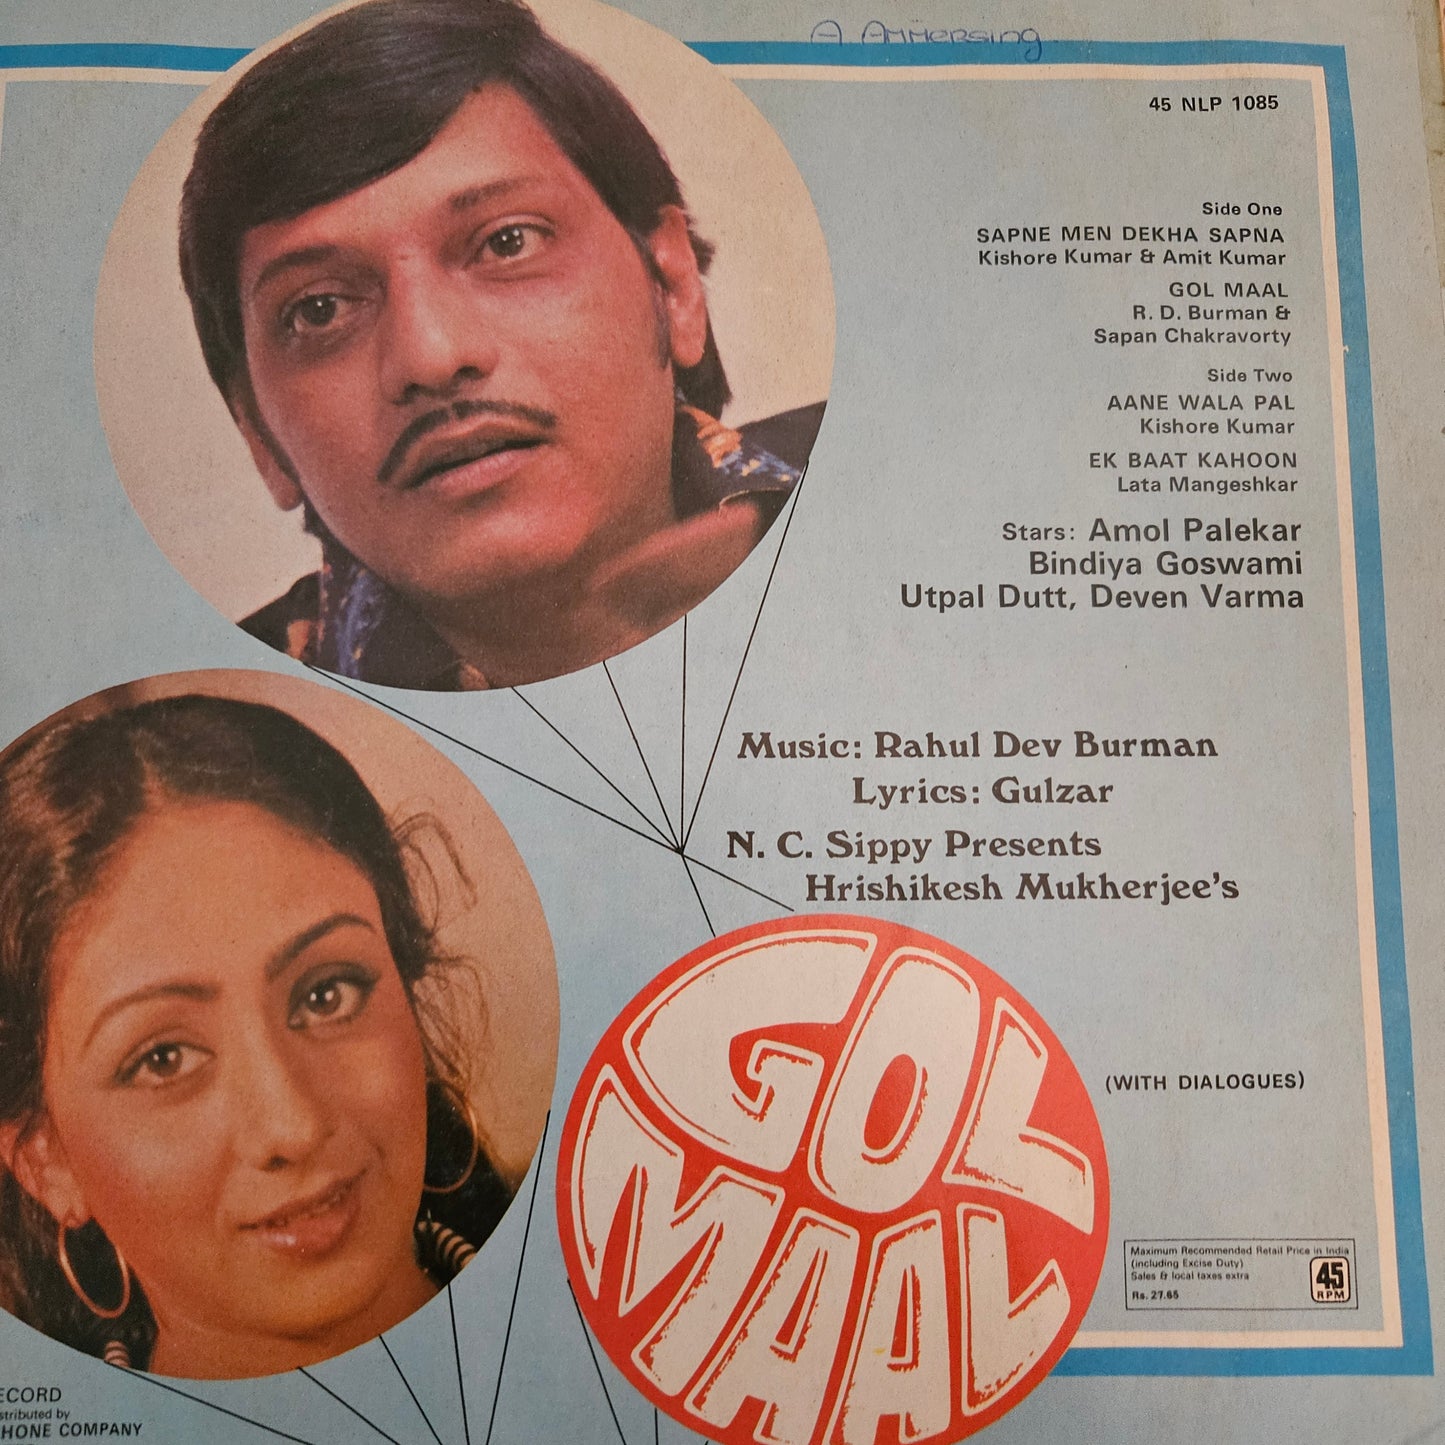 A. Ammersing
45 NLP 1085
Side One
SAPNE MEN DEKHA SAPNA
Kishore Kumar & Amit Kumar
GOL MAAL
R. D. Burman &
Sapan Chakravorty
Side Two
AANE WALA PAL
Kishore Kumar
EK BAAT KAHOON
Lata Mangeshkar
Stars: Amol Palekar
Bindiya Goswami
Utpal Dutt, Deven Varma
Music: Rahul Dev Burman
Lyrics: Gulzar
N. C. Sippy Presents
Hrishikesh Mukherjee's
GOL
MAAL
(WITH DIALOGUES)
Maximum Recommended Retail Price in India
(including Excise Duty)
Sales & local taxes extra
Rs. 27.65
45
RPM
ECORD
stributed by
HONE COMPANY